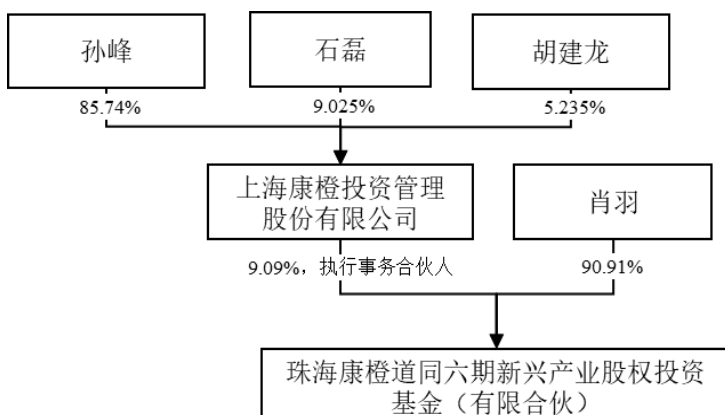 孙峰
石磊
胡建龙
85.74%
9.025%
5.235%
上海康橙投资管理
股份有限公司
肖羽
9.09%，执行事务合伙人
90.91%
珠海康橙道同六期新兴产业股权投资
基金（有限合伙）